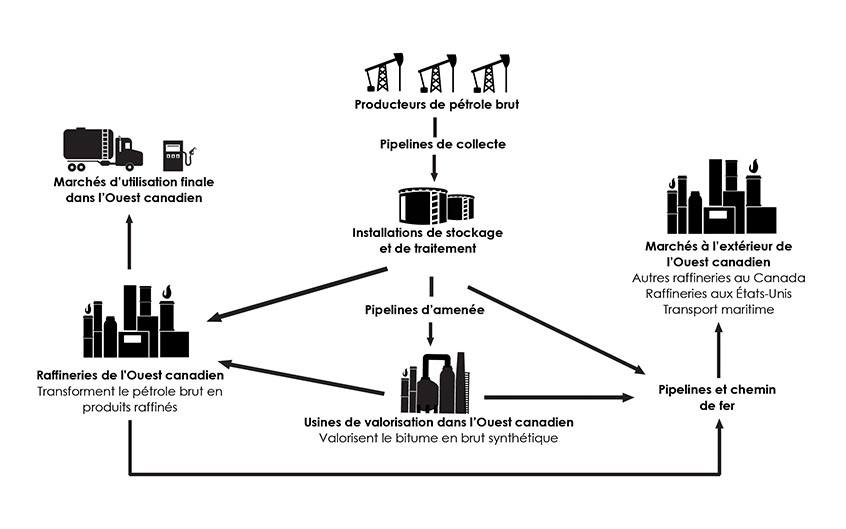 Producteurs de pétrole brut
Pipelines de collecte
Marchés d'utilisation finale
dans l'Ouest canadien
Installations de stockage
et de traitement
Marchés à l'extérieur de
l'Ouest canadien
Autres raffineries au Canada
Raffineries aux États-Unis
Transport maritime
Pipelines d'amenée
Raffineries de l'Ouest canadien
Transforment le pétrole brut en
produits raffinés
Pipelines et chemin
de fer
Usines de valorisation dans l'Ouest canadien
Valorisent le bitume en brut synthétique